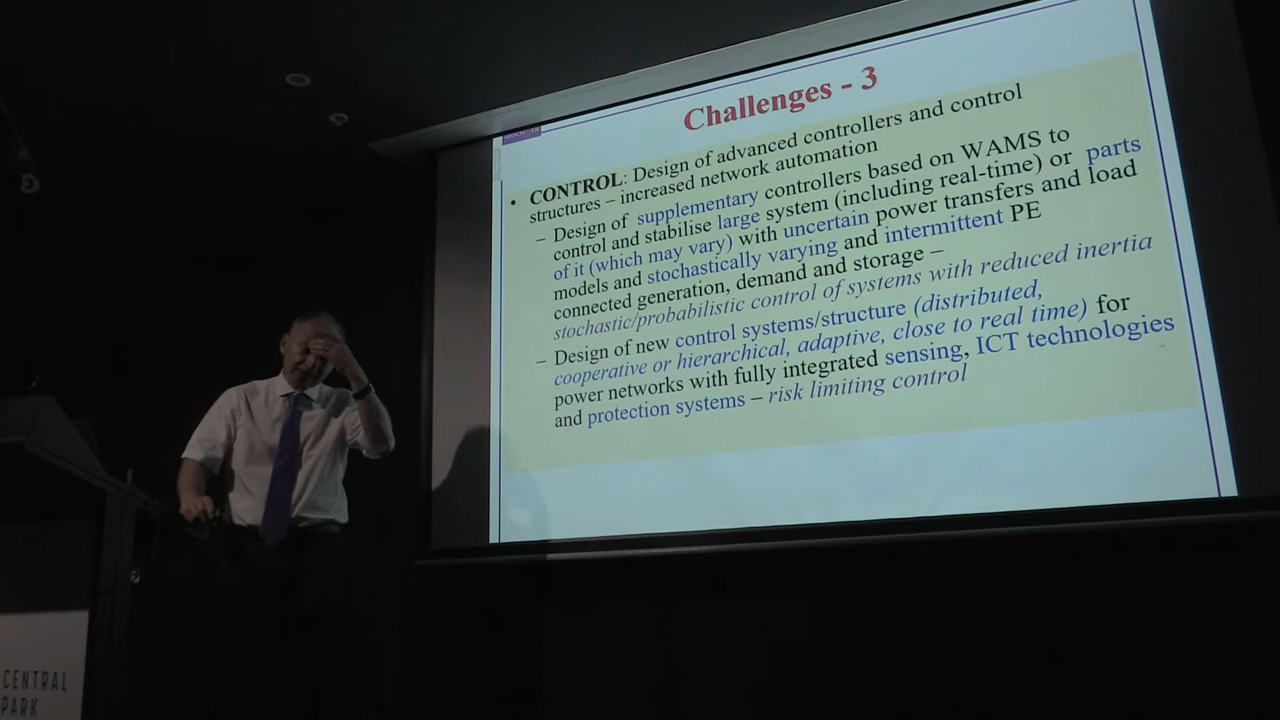 Challenges - 3
• CONTROL: Design of advanced controllers and control
structures – increased network automation
– Design of supplementary controllers based on WAMS to
control and stabilise large system (including real-time) or parts
of it (which may vary) with uncertain power transfers and load
models and stochastically varying and intermittent PE
connected generation, demand and storage –
stochastic/probabilistic control of systems with reduced inertia
– Design of new control systems/structure (distributed,
cooperative or hierarchical, adaptive, close to real time) for
power networks with fully integrated sensing, ICT technologies
and protection systems – risk limiting control
CENTRAL
PARK